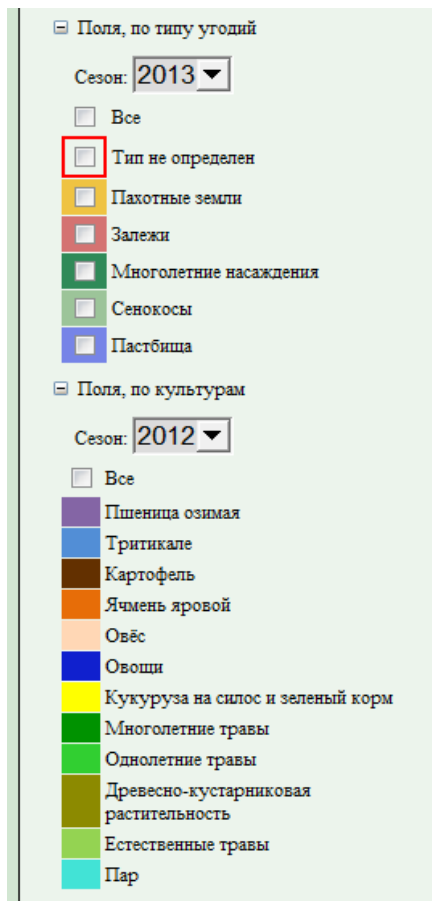 Поля, по типу угодий
Сезон: 2013
Все
Тип не определен
Пахотные земли
Залежи
Многолетние насаждения
Сенокосы
Пастбища
Поля, по культурам
Сезон: 2012
Все
Пшеница озимая
Тритикале
Картофель
Ячмень яровой
Овёс
Овощи
Кукуруза на силос и зеленый корм
Многолетние травы
Однолетние травы
Древесно-кустарниковая
растительность
Естественные травы
Пар